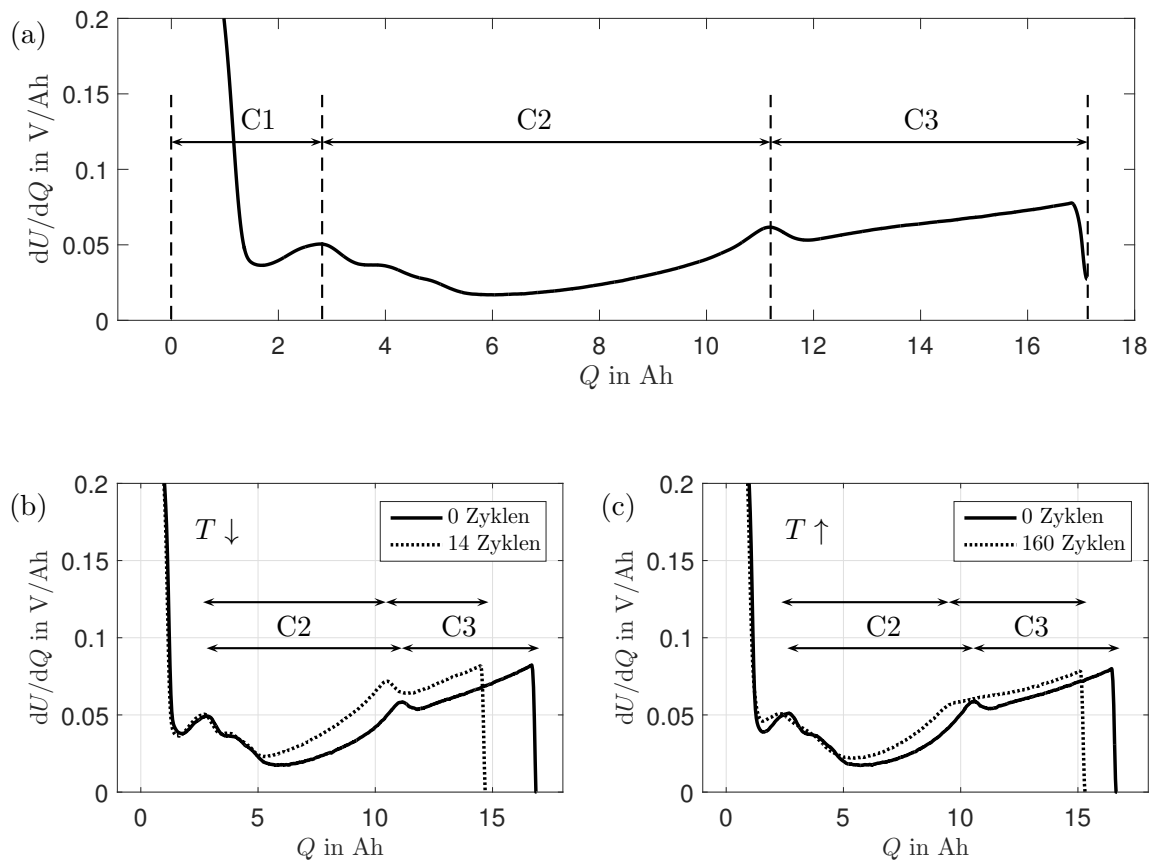 (a)
dU/dQ in V/Ah
0.2
0.15
0.1
0.05
0
C1
C2
C3
0 2 4 6 8 10 12 14 16 18
Q in Ah
(b)
dU/dQ in V/Ah
0.2
0.15
0.1
0.05
0
T ↓
0 Zyklen
14 Zyklen
C2
C3
0 5 10 15
Q in Ah
(c)
dU/dQ in V/Ah
0.2
0.15
0.1
0.05
0
T ↑
0 Zyklen
160 Zyklen
C2
C3
0 5 10 15
Q in Ah